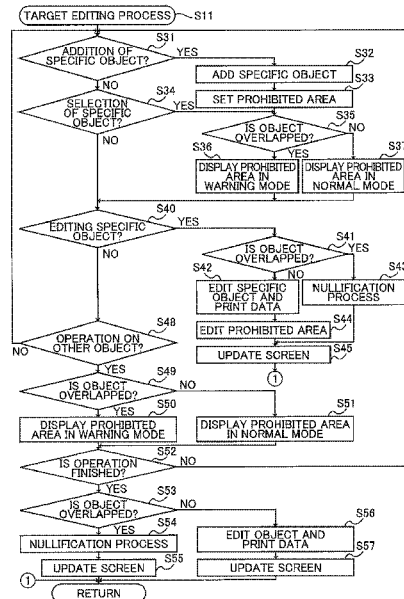 TARGET EDITING PROCESS
S11
S31
ADDITION OF
SPECIFIC OBJECT?
YES
NO
S32
ADD SPECIFIC OBJECT
S33
SET PROHIBITED AREA
S34
SELECTION
OF SPECIFIC
OBJECT?
YES
NO
S35
IS OBJECT
OVERLAPPED?
NO
YES
S36
DISPLAY PROHIBITED
AREA IN
WARNING MODE
S37
DISPLAY PROHIBITED
AREA IN
NORMAL MODE
S40
EDITING SPECIFIC
OBJECT?
YES
NO
S41
IS OBJECT
OVERLAPPED?
YES
NO
S42
EDIT SPECIFIC
OBJECT AND
PRINT DATA
S43
NULLIFICATION
PROCESS
S44
EDIT PROHIBITED AREA
S45
UPDATE SCREEN
1
S48
OPERATION ON
OTHER OBJECT?
NO
YES
S49
IS OBJECT
OVERLAPPED?
NO
YES
S50
DISPLAY PROHIBITED
AREA IN WARNING MODE
S51
DISPLAY PROHIBITED AREA
IN NORMAL MODE
S52
IS OPERATION
FINISHED?
NO
YES
S53
IS OBJECT
OVERLAPPED?
NO
YES
S54
NULLIFICATION PROCESS
S55
UPDATE SCREEN
S56
EDIT OBJECT AND
PRINT DATA
S57
UPDATE SCREEN
1
RETURN